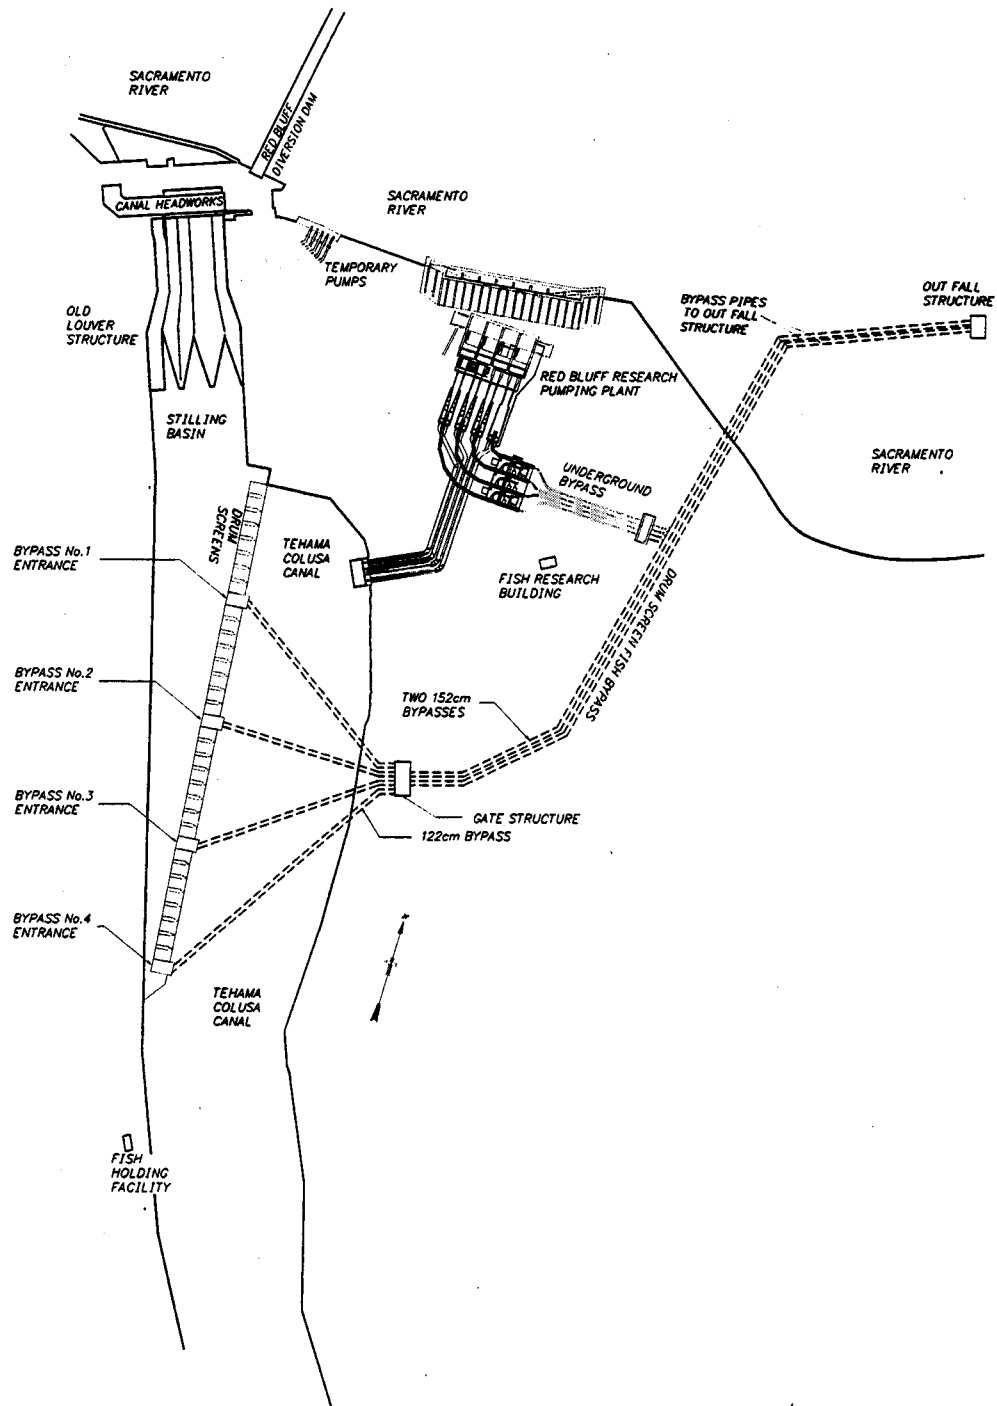 SACRAMENTO
RIVER
RED BLUFF
DIVERSION DAM
SACRAMENTO
RIVER
CANAL HEADWORKS
TEMPORARY
PUMPS
OUT FALL
STRUCTURE
BYPASS PIPES
TO OUT FALL
STRUCTURE
OLD
LOUVER
STRUCTURE
RED BLUFF RESEARCH
PUMPING PLANT
STILLING
BASIN
SACRAMENTO
RIVER
UNDERGROUND
BYPASS
DRUM
SCREENS
TEHAMA
COLUSA
CANAL
BYPASS No.1
ENTRANCE
FISH RESEARCH
BUILDING
DRUM SCREEN FISH BYPASS
BYPASS No.2
ENTRANCE
TWO 152cm
BYPASSES
BYPASS No.3
ENTRANCE
GATE STRUCTURE
122cm BYPASS
BYPASS No.4
ENTRANCE
TEHAMA
COLUSA
CANAL
FISH
HOLDING
FACILITY